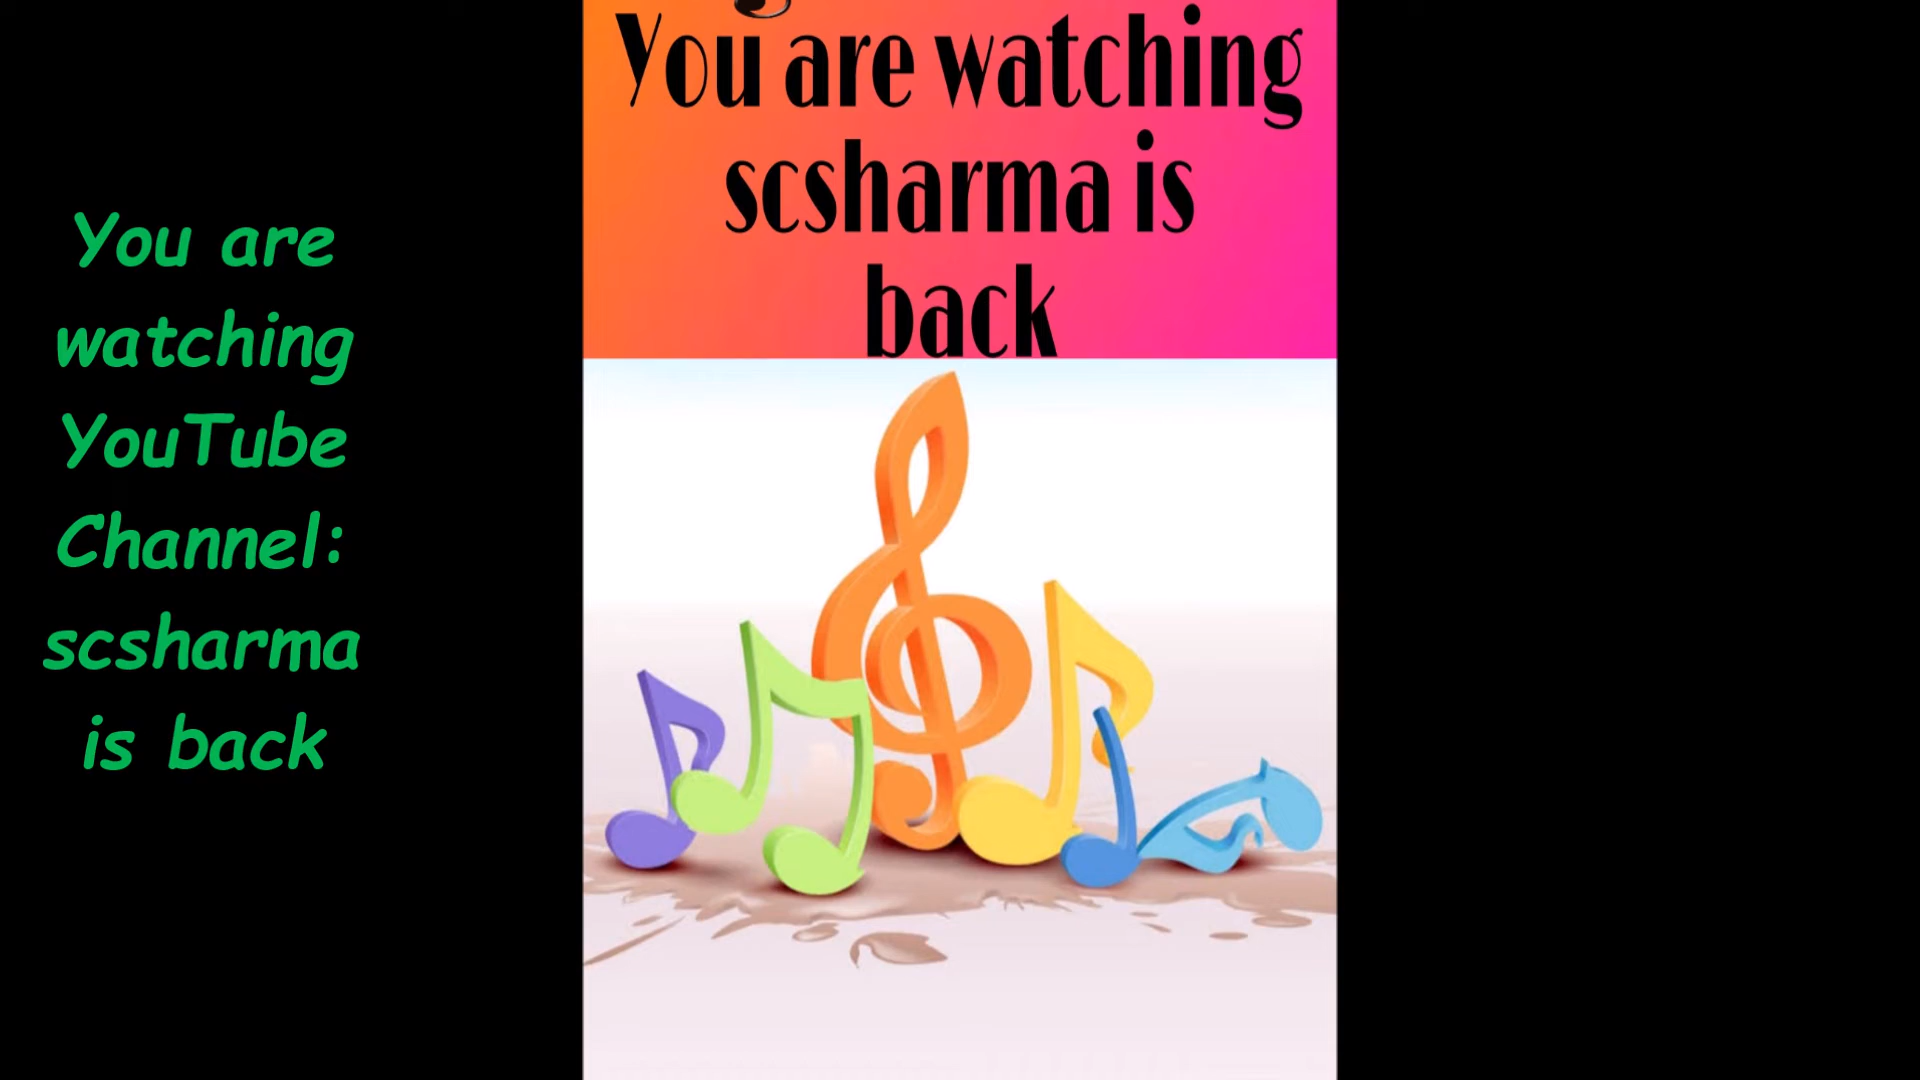 You are
watching
YouTube
Channel:
scsharma
is back
You are watching
scsharma is
back